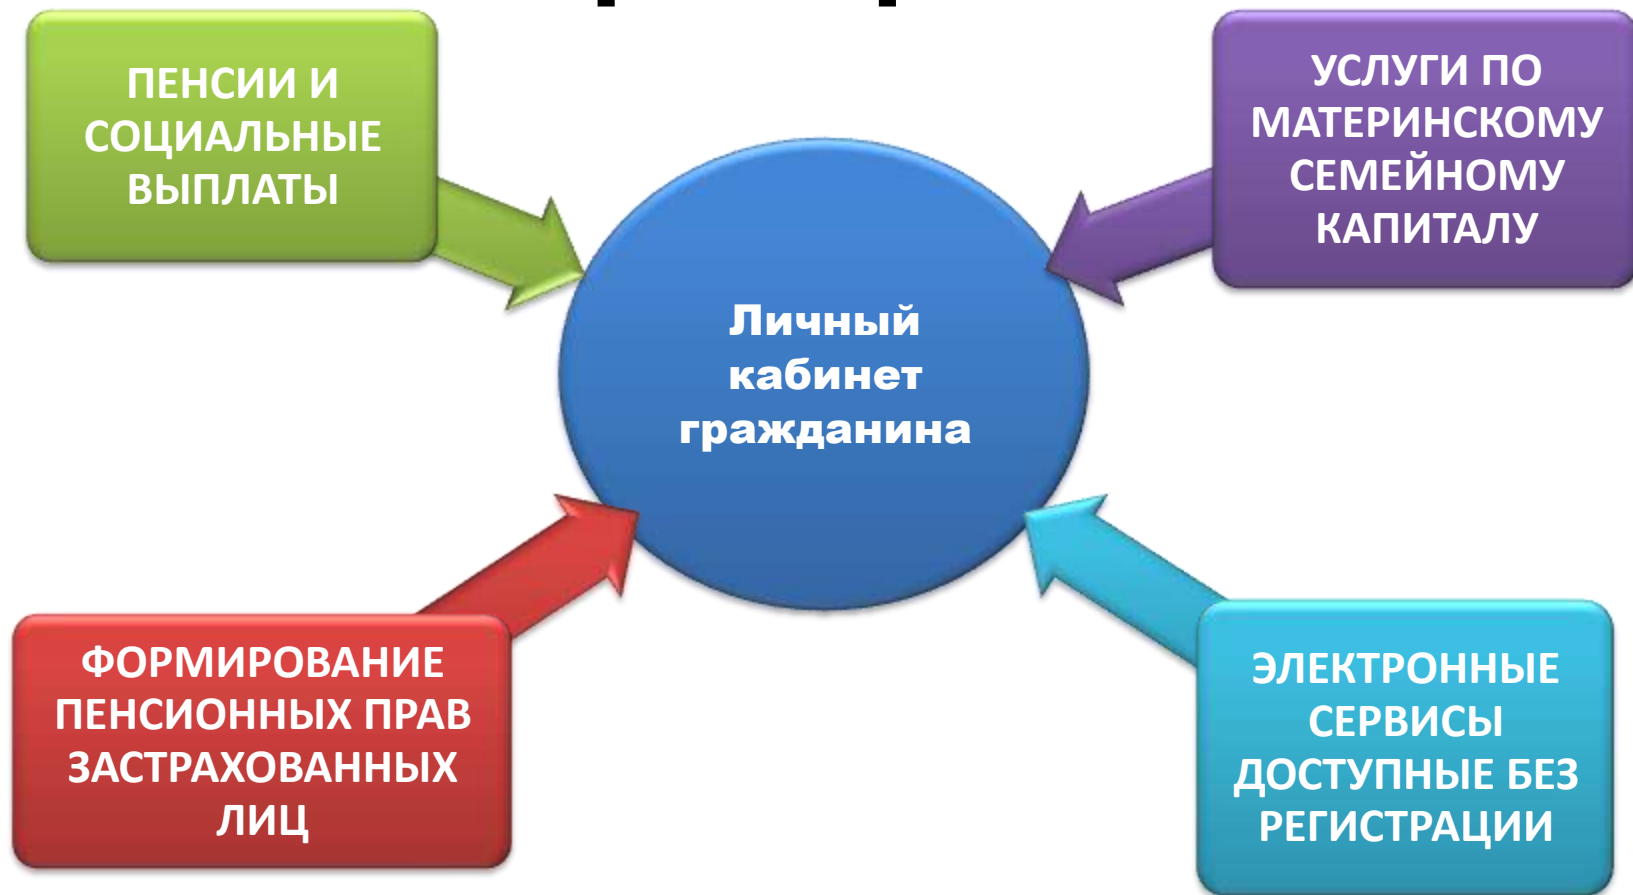 ПЕНСИИ И
СОЦИАЛЬНЫЕ
ВЫПЛАТЫ
УСЛУГИ ПО
МАТЕРИНСКОМУ
СЕМЕЙНОМУ
КАПИТАЛУ
Личный
кабинет
гражданина
ФОРМИРОВАНИЕ
ПЕНСИОННЫХ ПРАВ
ЗАСТРАХОВАННЫХ
ЛИЦ
ЭЛЕКТРОННЫЕ
СЕРВИСЫ
ДОСТУПНЫЕ БЕЗ
РЕГИСТРАЦИИ